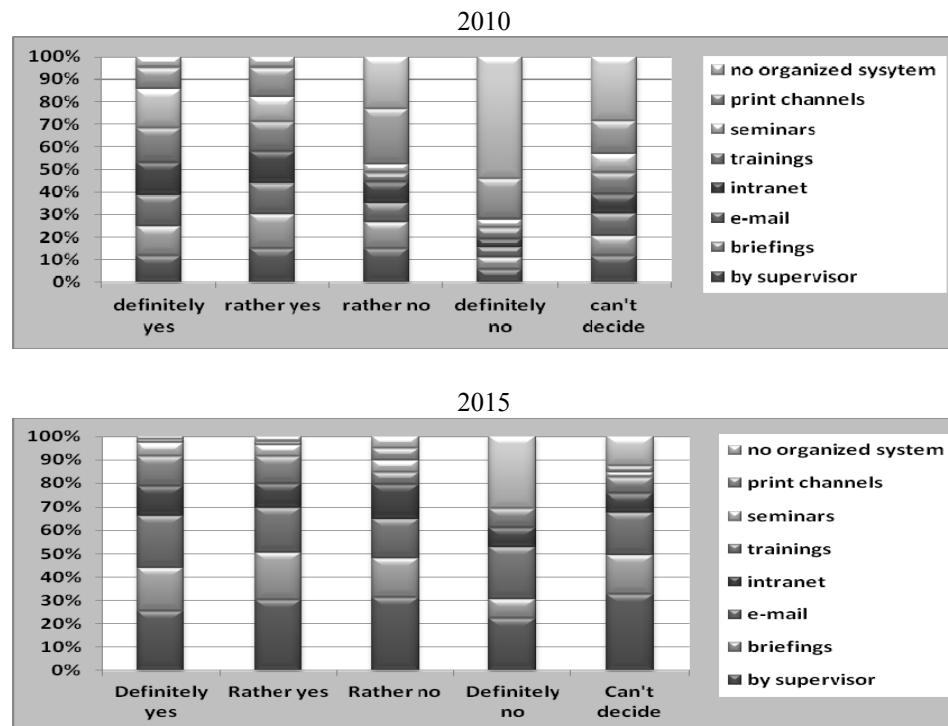 2010
100%
90%
80%
70%
60%
50%
40%
30%
20%
10%
0%
definitely yes
rather yes
rather no
definitely no
can't decide
no organized sysytem
print channels
seminars
trainings
intranet
e-mail
briefings
by supervisor
2015
100%
90%
80%
70%
60%
50%
40%
30%
20%
10%
0%
Definitely yes
Rather yes
Rather no
Definitely no
Can't decide
no organized system
print channels
seminars
trainings
intranet
e-mail
briefings
by supervisor